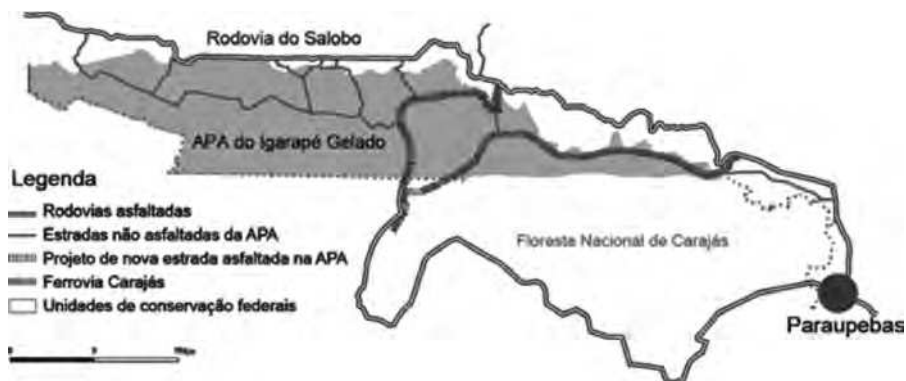 Rodovia do Salobo
APA do Igarapé Gelado
Legenda
Rodovias asfaltadas
Estradas não asfaltadas da APA
Projeto de nova estrada asfaltada na APA
Ferrovia Carajás
Unidades de conservação federais
Floresta Nacional de Carajás
Paraupebas